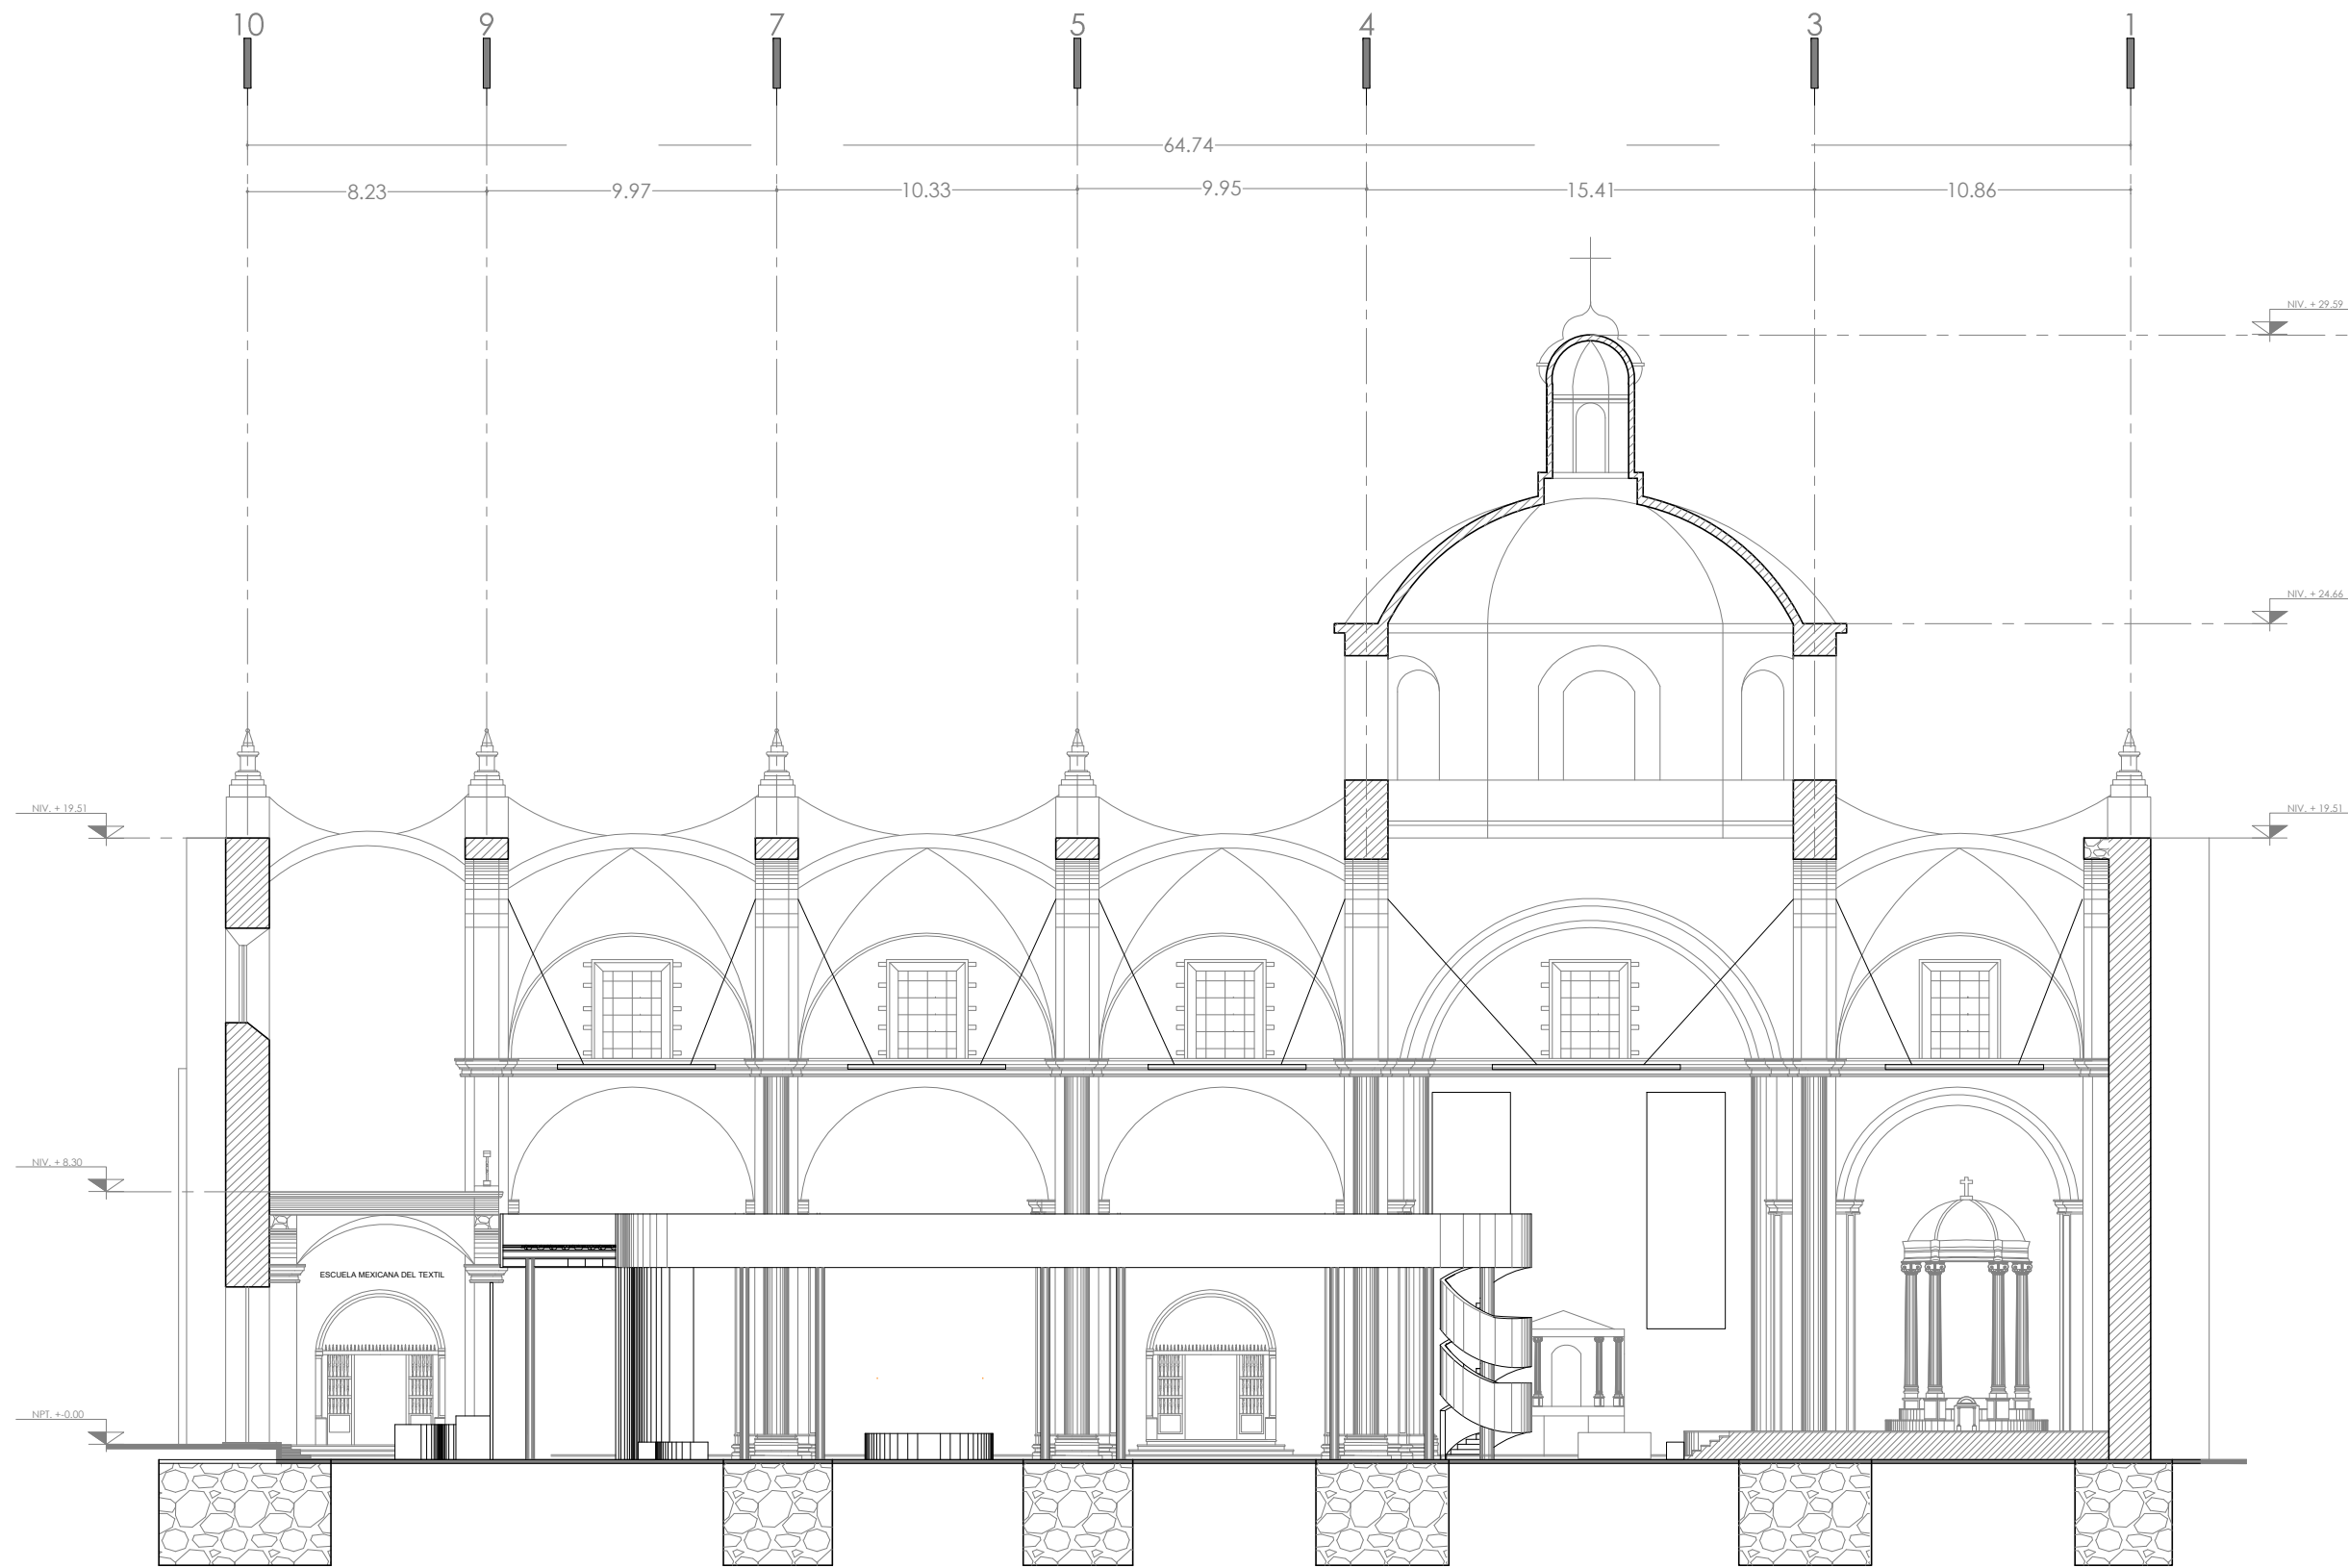 10 9 7 5 4 3 1
64.74
8.23 9.97 10.33 9.95 15.41 10.86
NIV. + 29.59
NIV. + 24.66
NIV. + 19.51 NIV. + 19.51
NIV. + 8.30
ESCUELA MEXICANA DEL TEXTIL
NPT. +-0.00